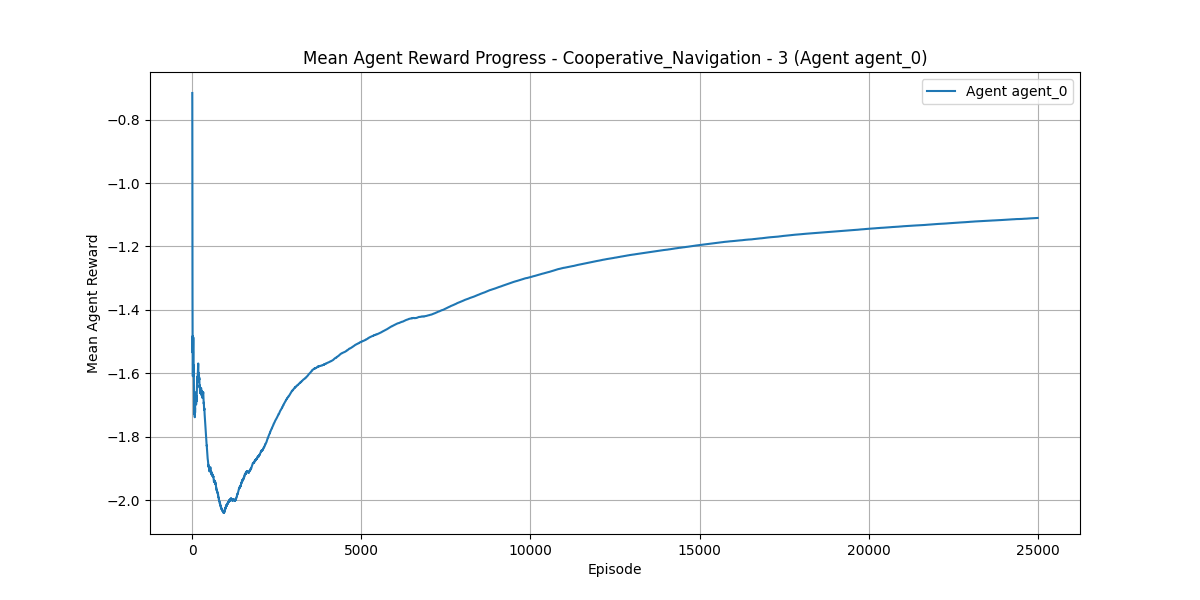 Mean Agent Reward Progress - Cooperative_Navigation - 3 (Agent agent_0)
Agent agent_0
Mean Agent Reward
−0.8
−1.0
−1.2
−1.4
−1.6
−1.8
−2.0
0 5000 10000 15000 20000 25000
Episode